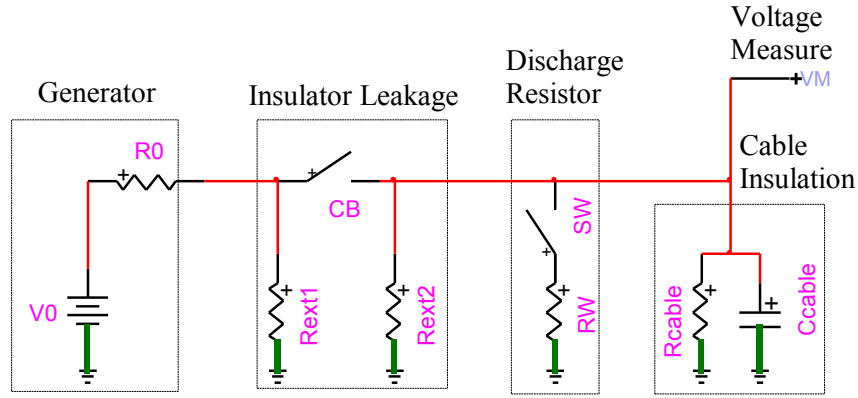 Voltage
Measure
VM
Discharge
Resistor
Generator
Insulator Leakage
Cable
Insulation
R0
CB
SW
V0
Rext1
Rext2
RW
Rcable
Ccable